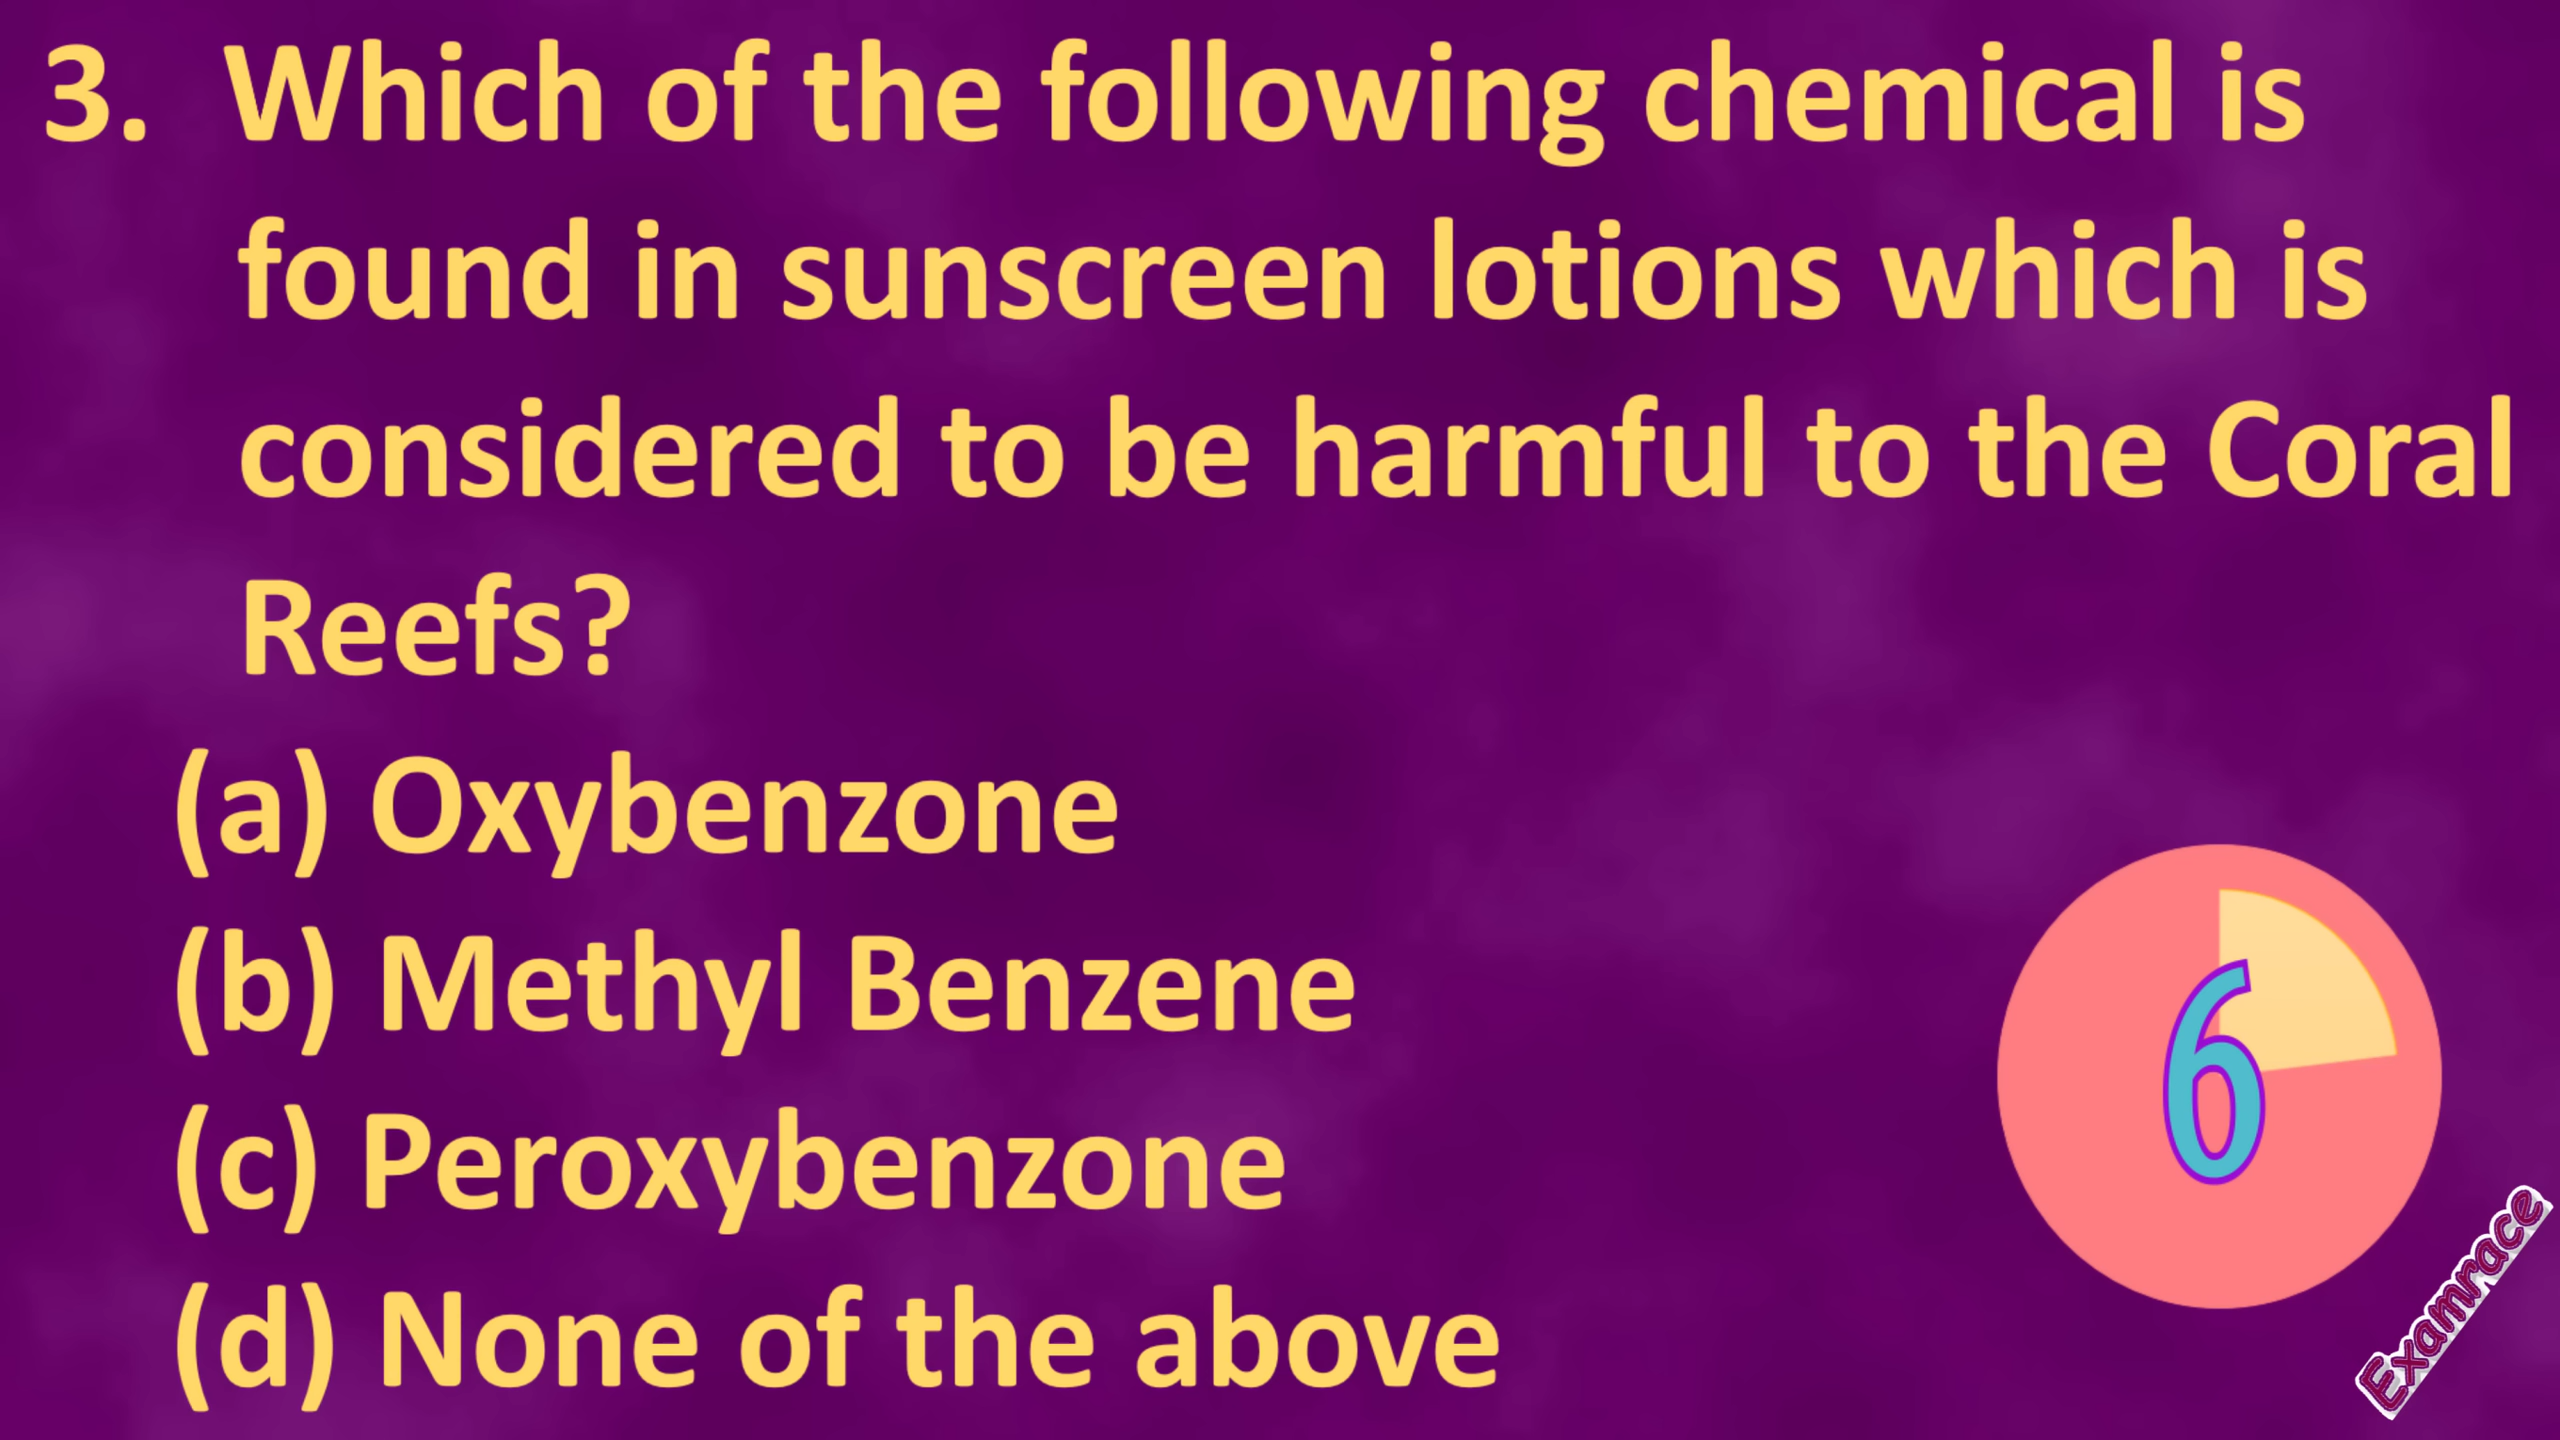 3. Which of the following chemical is
found in sunscreen lotions which is
considered to be harmful to the Coral
Reefs?
(a) Oxybenzone
(b) Methyl Benzene
(c) Peroxybenzone
(d) None of the above
6
Examrace